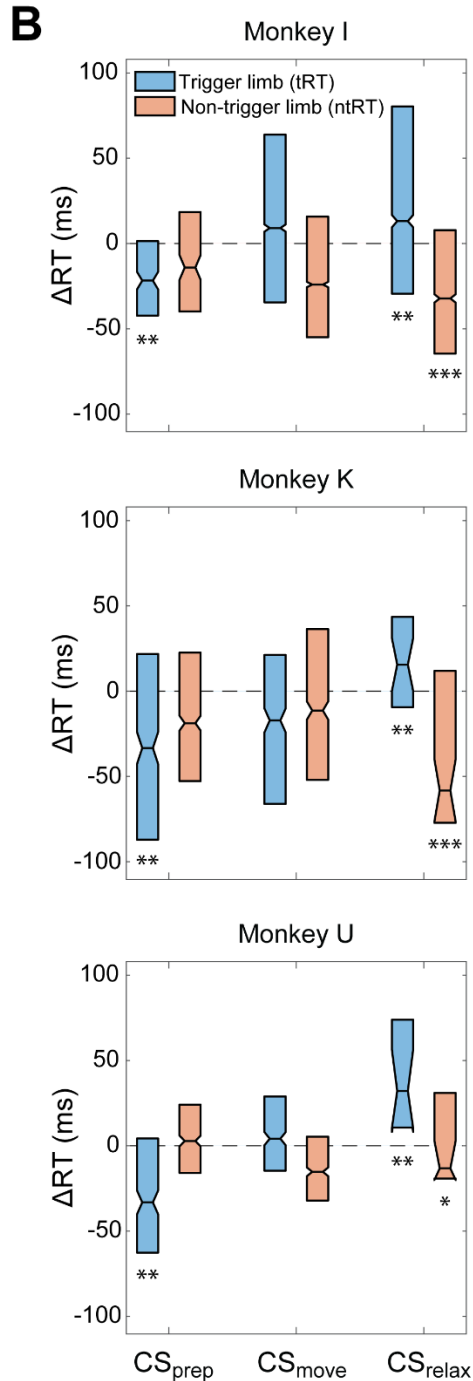 B
Monkey I
100
Trigger limb (tRT)
Non-trigger limb (ntRT)
50
0
-50
-100
ΔRT (ms)
**
**
***
Monkey K
100
50
0
-50
-100
ΔRT (ms)
**
**
***
Monkey U
100
50
0
-50
-100
ΔRT (ms)
**
**
*
CSprep CSmove CSrelax